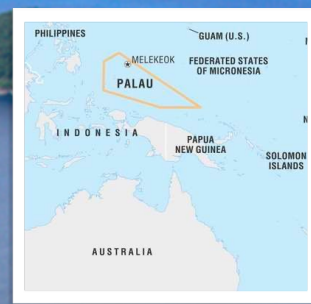 PHILIPPINES
GUAM (U.S.)
MELEKEOK
FEDERATED STATES
OF MICRONESIA
PALAU
INDONESIA
PAPUA
NEW GUINEA
SOLOMON
ISLANDS
AUSTRALIA